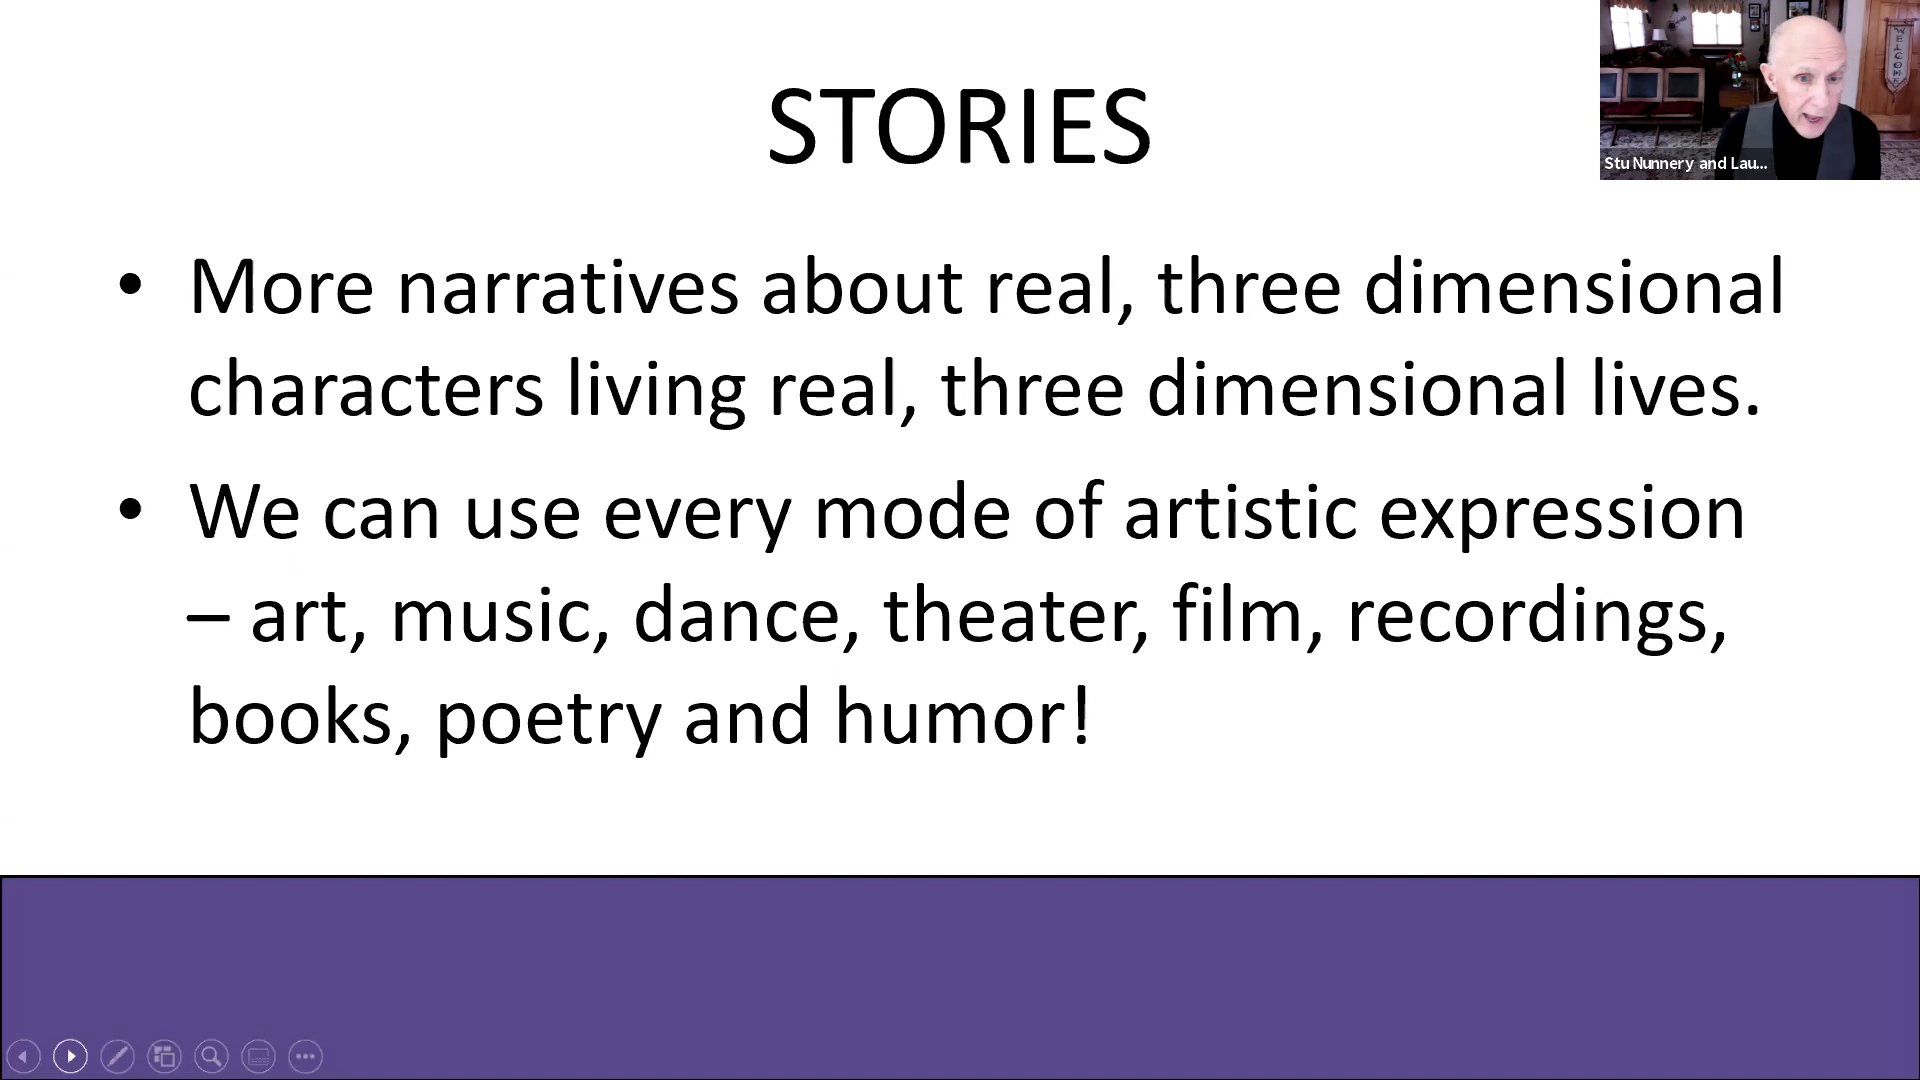 STORIES
WELCOME
Stu Nunnery and Lau...
• More narratives about real, three dimensional
characters living real, three dimensional lives.
• We can use every mode of artistic expression
– art, music, dance, theater, film, recordings,
books, poetry and humor!